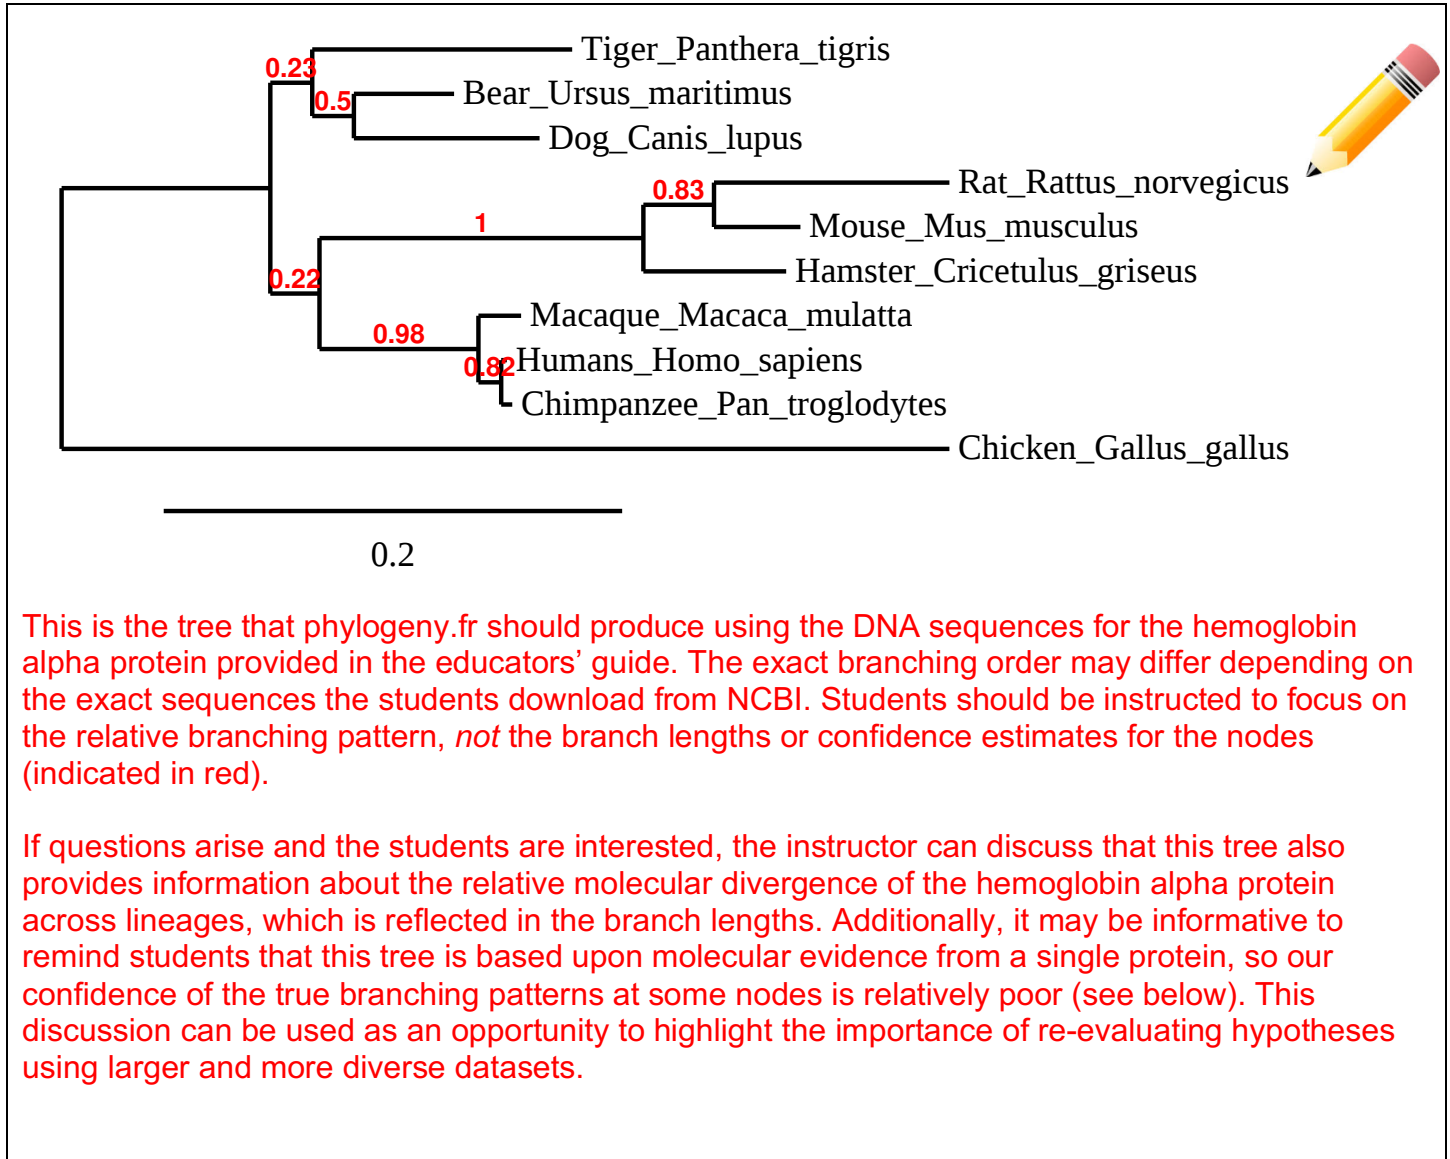 Tiger_Panthera_tigris
0.23
Bear_Ursus_maritimus
0.5
Dog_Canis_lupus
Rat_Rattus_norvegicus
0.83
Mouse_Mus_musculus
1
Hamster_Cricetulus_griseus
0.22
Macaque_Macaca_mulatta
0.98
Humans_Homo_sapiens
0.82
Chimpanzee_Pan_troglodytes
Chicken_Gallus_gallus
0.2
This is the tree that phylogeny.fr should produce using the DNA sequences for the hemoglobin
alpha protein provided in the educators’ guide. The exact branching order may differ depending on
the exact sequences the students download from NCBI. Students should be instructed to focus on
the relative branching pattern, not the branch lengths or confidence estimates for the nodes
(indicated in red).
If questions arise and the students are interested, the instructor can discuss that this tree also
provides information about the relative molecular divergence of the hemoglobin alpha protein
across lineages, which is reflected in the branch lengths. Additionally, it may be informative to
remind students that this tree is based upon molecular evidence from a single protein, so our
confidence of the true branching patterns at some nodes is relatively poor (see below). This
discussion can be used as an opportunity to highlight the importance of re-evaluating hypotheses
using larger and more diverse datasets.